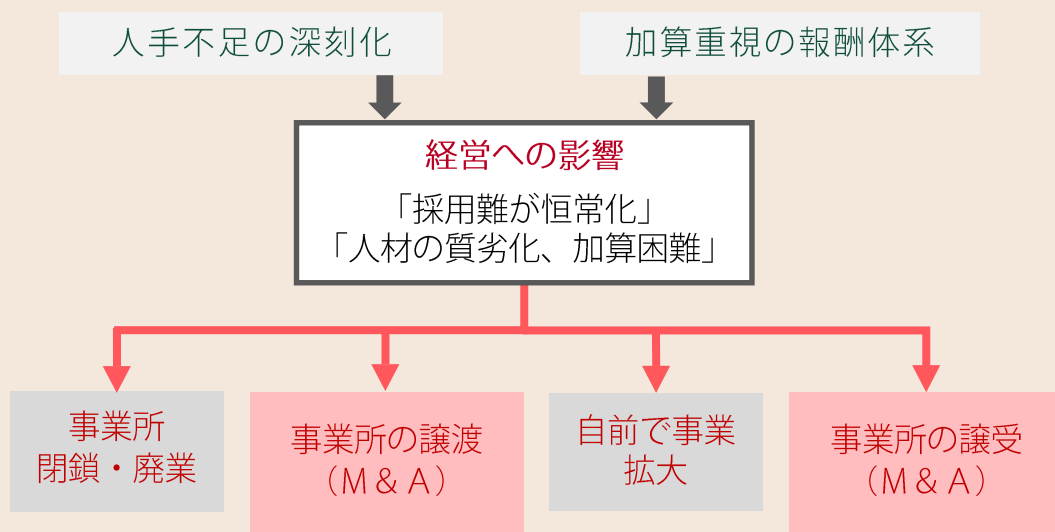 人手不足の深刻化
加算重視の報酬体系
経営への影響
「採用難が恒常化」
「人材の質劣化、加算困難」
事業所
閉鎖・廃業
事業所の譲渡
（Ｍ＆Ａ）
自前で事業
拡大
事業所の譲受
（Ｍ＆Ａ）